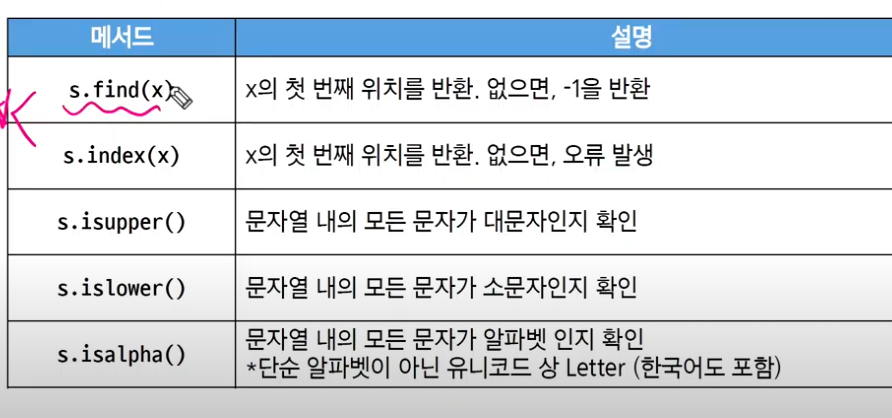 메서드 설명
s.find(x) x의 첫 번째 위치를 반환. 없으면, -1을 반환
s.index(x) x의 첫 번째 위치를 반환. 없으면, 오류 발생
s.isupper() 문자열 내의 모든 문자가 대문자인지 확인
s.islower() 문자열 내의 모든 문자가 소문자인지 확인
s.isalpha() 문자열 내의 모든 문자가 알파벳 인지 확인
*단순 알파벳이 아닌 유니코드 상 Letter (한국어도 포함)